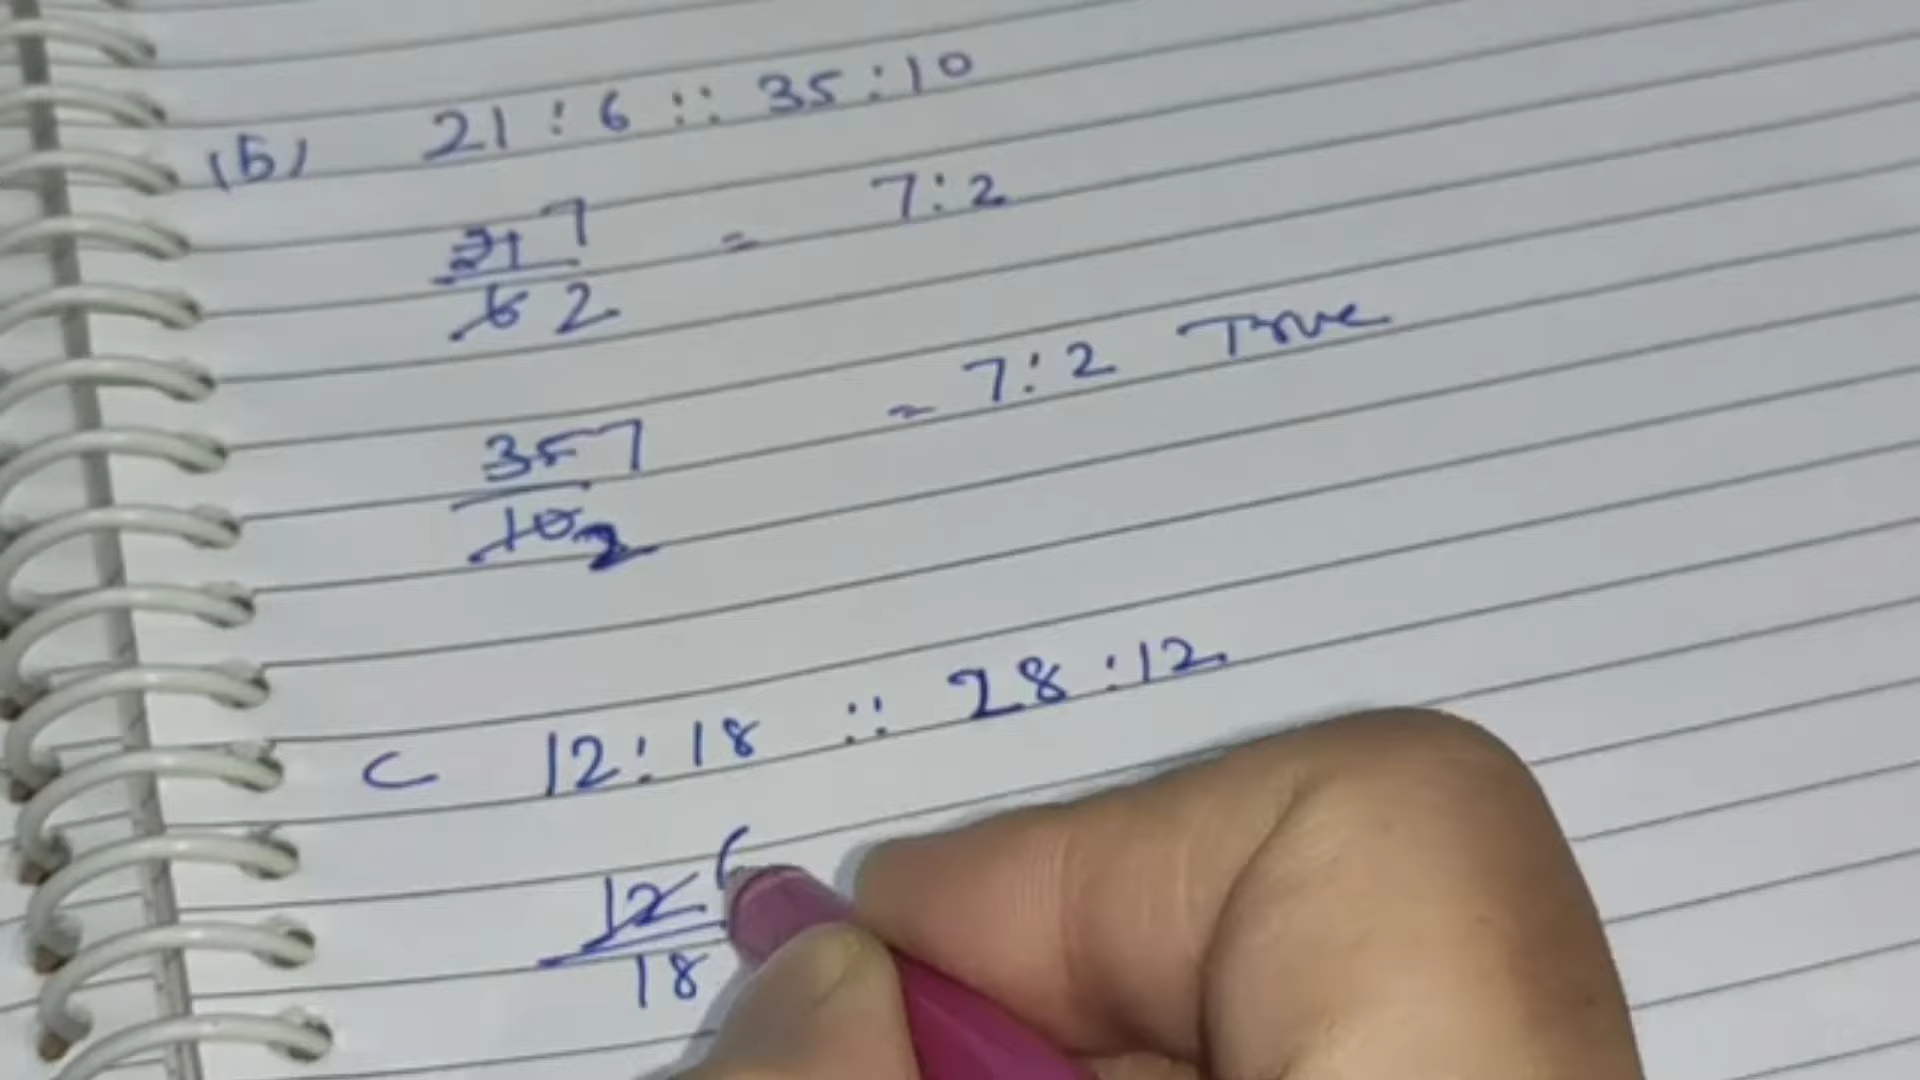 (b) 21 : 6 :: 35 : 10
21 7
6 2
= 7 : 2
35 7
10 2
= 7 : 2 True
C 12 : 18 :: 28 : 12
12 6
18